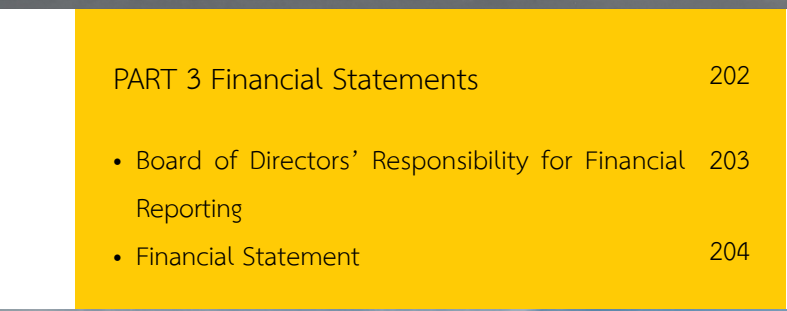 PART 3 Financial Statements 202
• Board of Directors’ Responsibility for Financial 203
Reporting
• Financial Statement 204